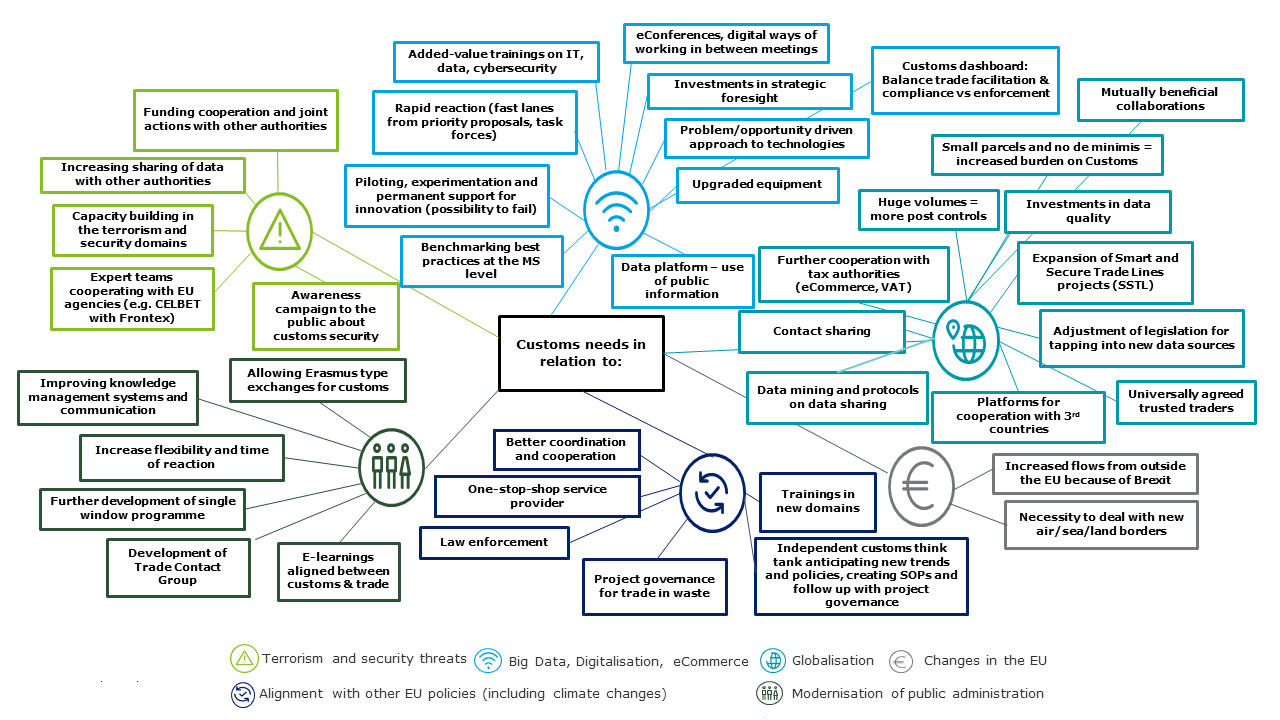 Funding cooperation and joint
actions with other authorities
Increasing sharing of data
with other authorities
Capacity building in
the terrorism and
security domains
Expert teams
cooperating with EU
agencies (e.g. CELBET
with Frontex)
Awareness
campaign to the
public about
customs security
Added-value trainings on IT,
data, cybersecurity
Rapid reaction (fast lanes
from priority proposals, task
forces)
Piloting, experimentation and
permanent support for
innovation (possibility to fail)
Benchmarking best
practices at the MS
level
eConferences, digital ways of
working in between meetings
Investments in strategic
foresight
Customs dashboard:
Balance trade facilitation &
compliance vs enforcement
Problem/opportunity driven
approach to technologies
Upgraded equipment
Data platform – use
of public
information
Mutually beneficial
collaborations
Small parcels and no de minimis =
increased burden on Customs
Huge volumes =
more post controls
Investments in data
quality
Further cooperation with
tax authorities
(eCommerce, VAT)
Expansion of Smart and
Secure Trade Lines
projects (SSTL)
Contact sharing
Adjustment of legislation for
tapping into new data sources
Data mining and protocols
on data sharing
Platforms for
cooperation with 3rd
countries
Universally agreed
trusted traders
Customs needs in
relation to:
Allowing Erasmus type
exchanges for customs
Improving knowledge
management systems and
communication
Increase flexibility and time
of reaction
Further development of single
window programme
Development of
Trade Contact
Group
E-learnings
aligned between
customs & trade
Better coordination
and cooperation
One-stop-shop service
provider
Law enforcement
Project governance
for trade in waste
Trainings in
new domains
Independent customs think
tank anticipating new trends
and policies, creating SOPs and
follow up with project
governance
€
Increased flows from outside
the EU because of Brexit
Necessity to deal with new
air/sea/land borders
Terrorism and security threats
Big Data, Digitalisation, eCommerce
Globalisation
€
Changes in the EU
Alignment with other EU policies (including climate changes)
Modernisation of public administration